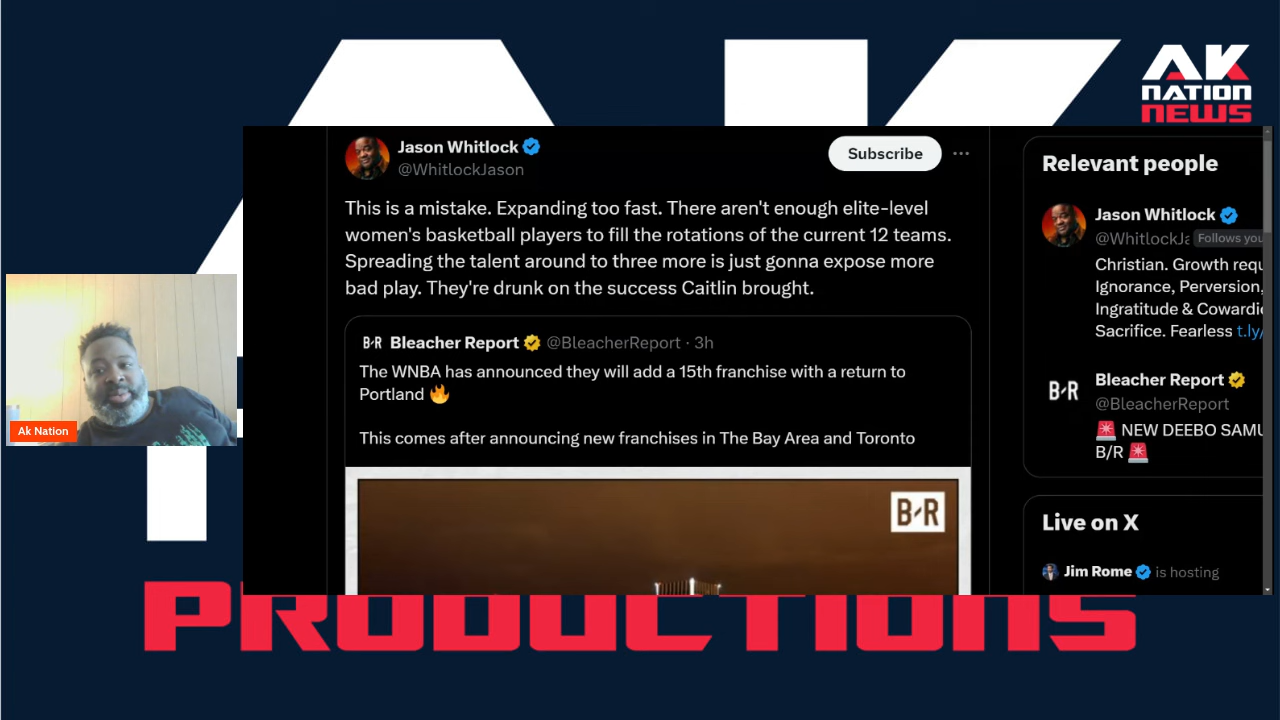 AK
NATION
NEWS
Jason Whitlock
@WhitlockJason
Subscribe
This is a mistake. Expanding too fast. There aren't enough elite-level
women's basketball players to fill the rotations of the current 12 teams.
Spreading the talent around to three more is just gonna expose more
bad play. They're drunk on the success Caitlin brought.
B/R Bleacher Report @BleacherReport · 3h
The WNBA has announced they will add a 15th franchise with a return to
Portland 🔥
This comes after announcing new franchises in The Bay Area and Toronto
B/R
Relevant people
Jason Whitlock
@WhitlockJa Follows you
Christian. Growth requ
Ignorance, Perversion,
Ingratitude & Cowardic
Sacrifice. Fearless t.ly/
B/R
Bleacher Report
@BleacherReport
🚨 NEW DEEBO SAMU
B/R 🚨
Live on X
Jim Rome is hosting
Ak Nation
PRODUCTIONS